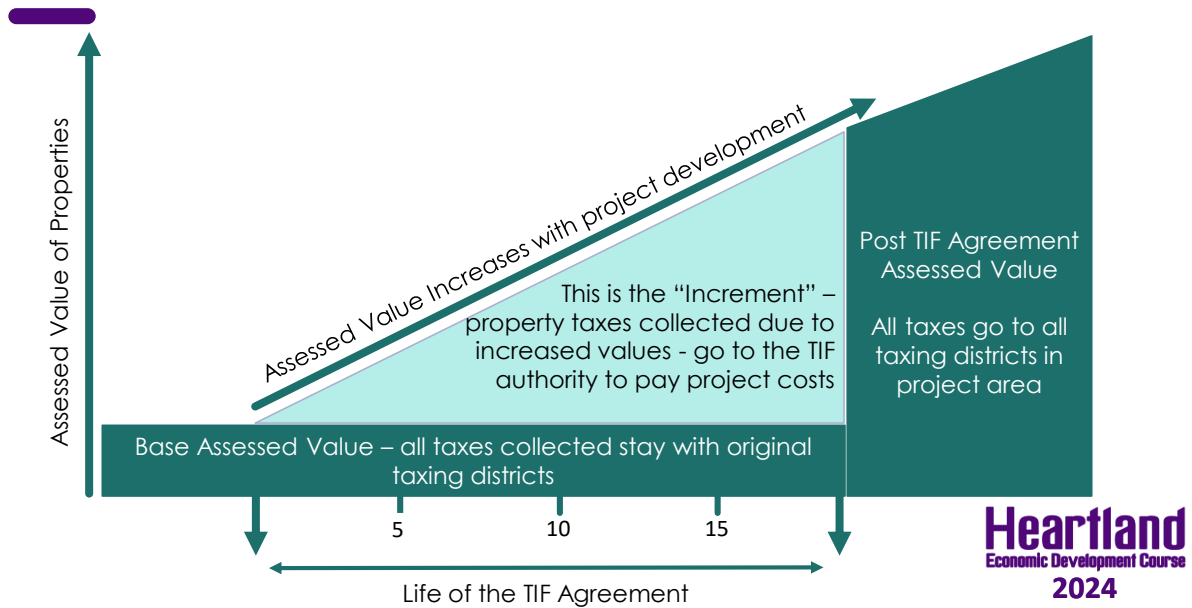 Assessed Value of Properties
Assessed Value Increases with project development
This is the “Increment” –
property taxes collected due to
increased values - go to the TIF
authority to pay project costs
Post TIF Agreement
Assessed Value
All taxes go to all
taxing districts in
project area
Base Assessed Value – all taxes collected stay with original
taxing districts
5
10
15
Life of the TIF Agreement
Heartland
Economic Development Course
2024